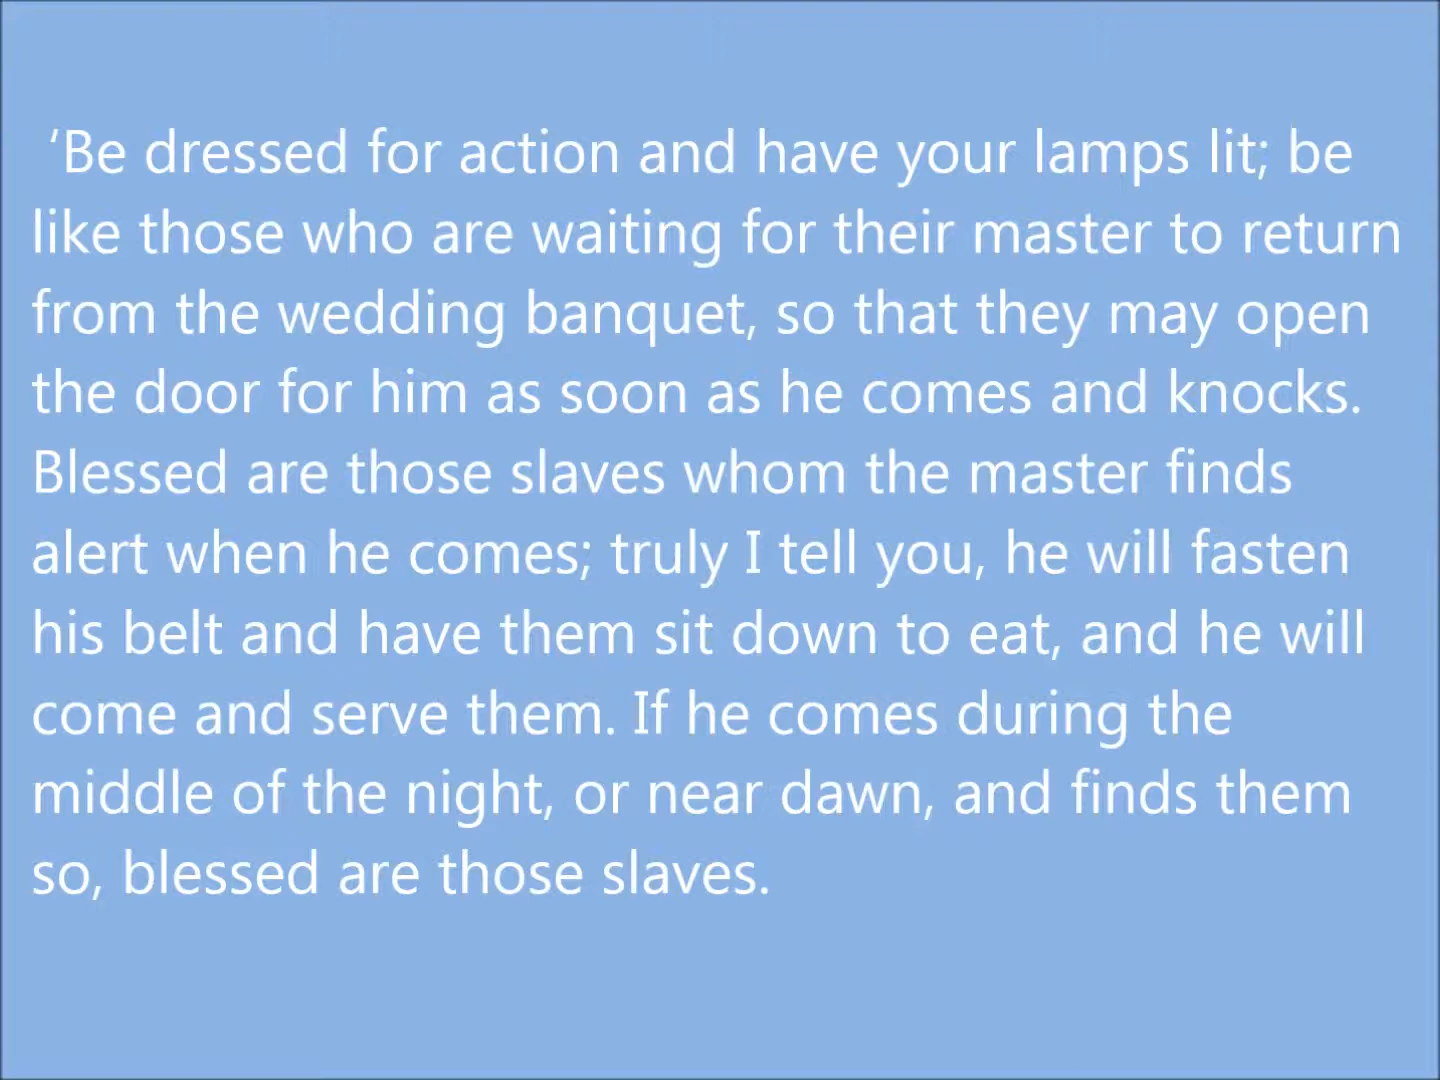 ‘Be dressed for action and have your lamps lit; be
like those who are waiting for their master to return
from the wedding banquet, so that they may open
the door for him as soon as he comes and knocks.
Blessed are those slaves whom the master finds
alert when he comes; truly I tell you, he will fasten
his belt and have them sit down to eat, and he will
come and serve them. If he comes during the
middle of the night, or near dawn, and finds them
so, blessed are those slaves.